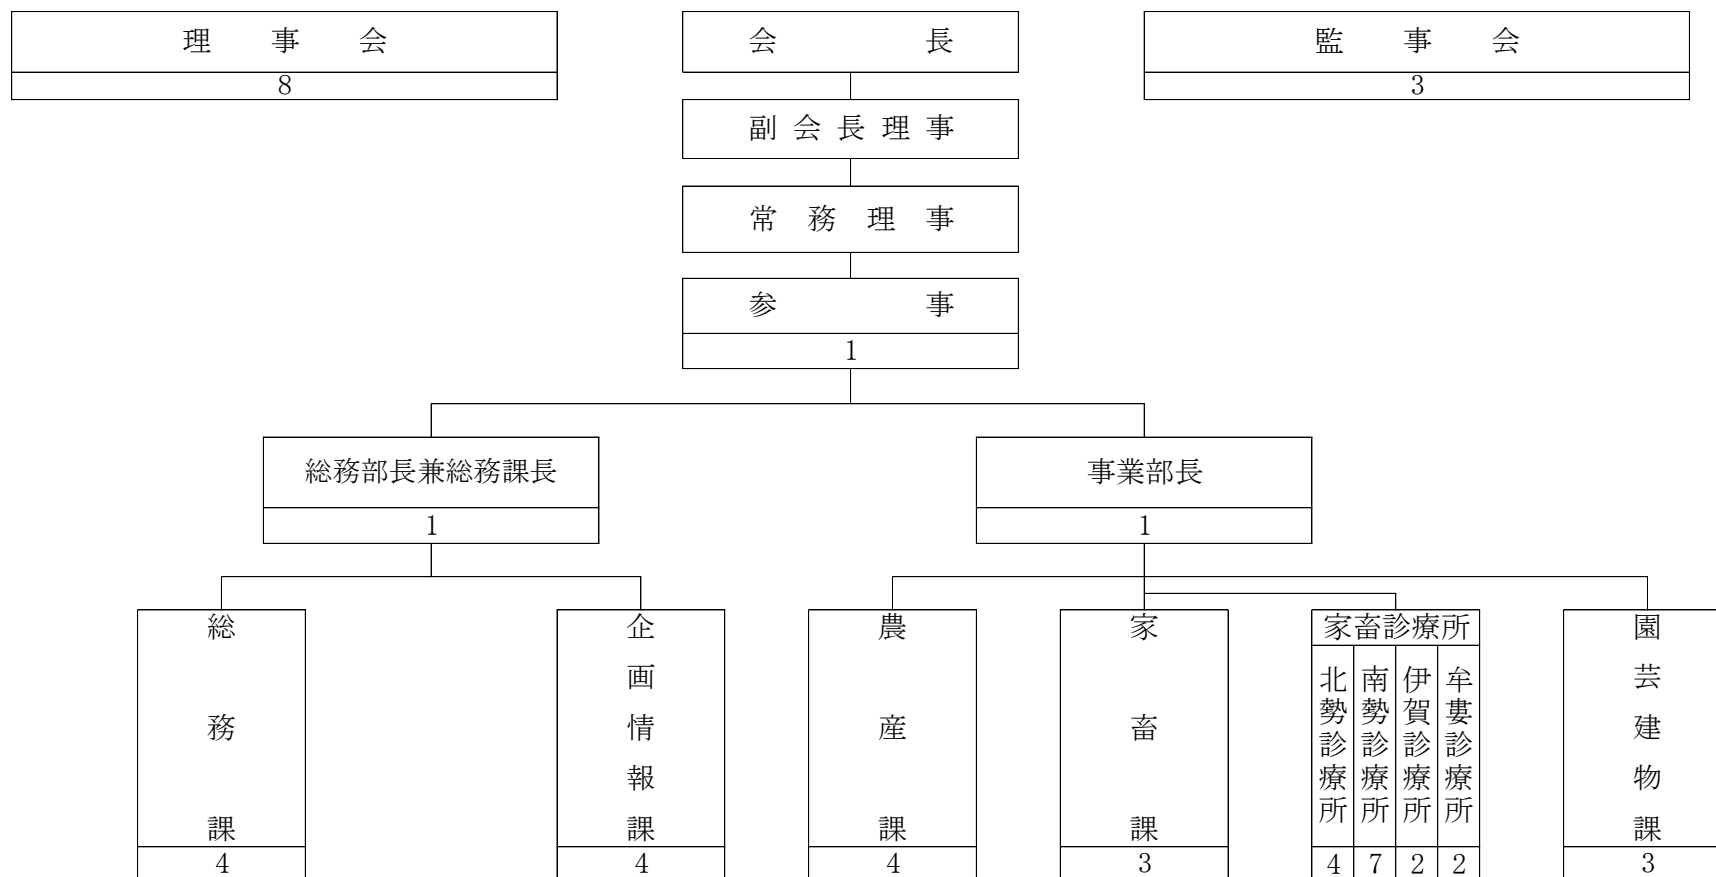 理事会
8
会長
監事会
3
副会長理事
常務理事
参事
1
総務部長兼総務課長
1
事業部長
1
総務課
4
企画情報課
4
農産課
4
家畜課
3
家畜診療所
北勢診療所
4
南勢診療所
7
伊賀診療所
2
牟婁診療所
2
園芸建物課
3